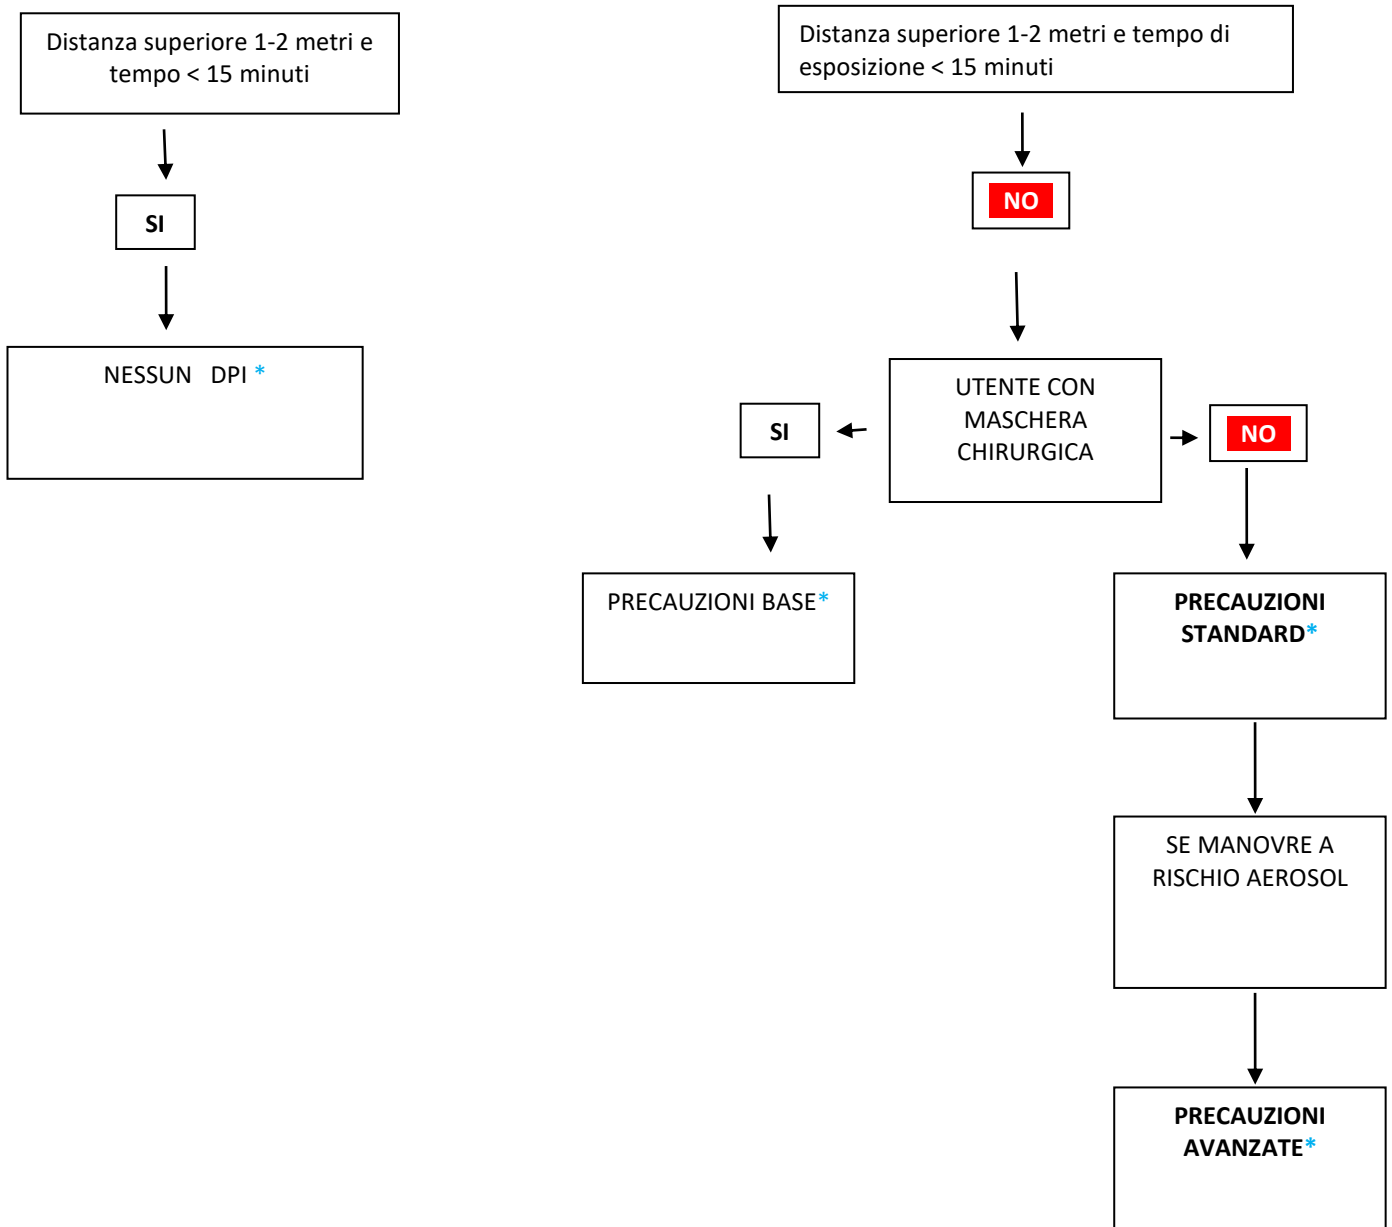 Distanza superiore 1-2 metri e
tempo < 15 minuti
SI
NESSUN DPI *
Distanza superiore 1-2 metri e tempo di
esposizione < 15 minuti
NO
UTENTE CON
MASCHERA
CHIRURGICA
SI
NO
PRECAUZIONI BASE*
PRECAUZIONI
STANDARD*
SE MANOVRE A
RISCHIO AEROSOL
PRECAUZIONI
AVANZATE*